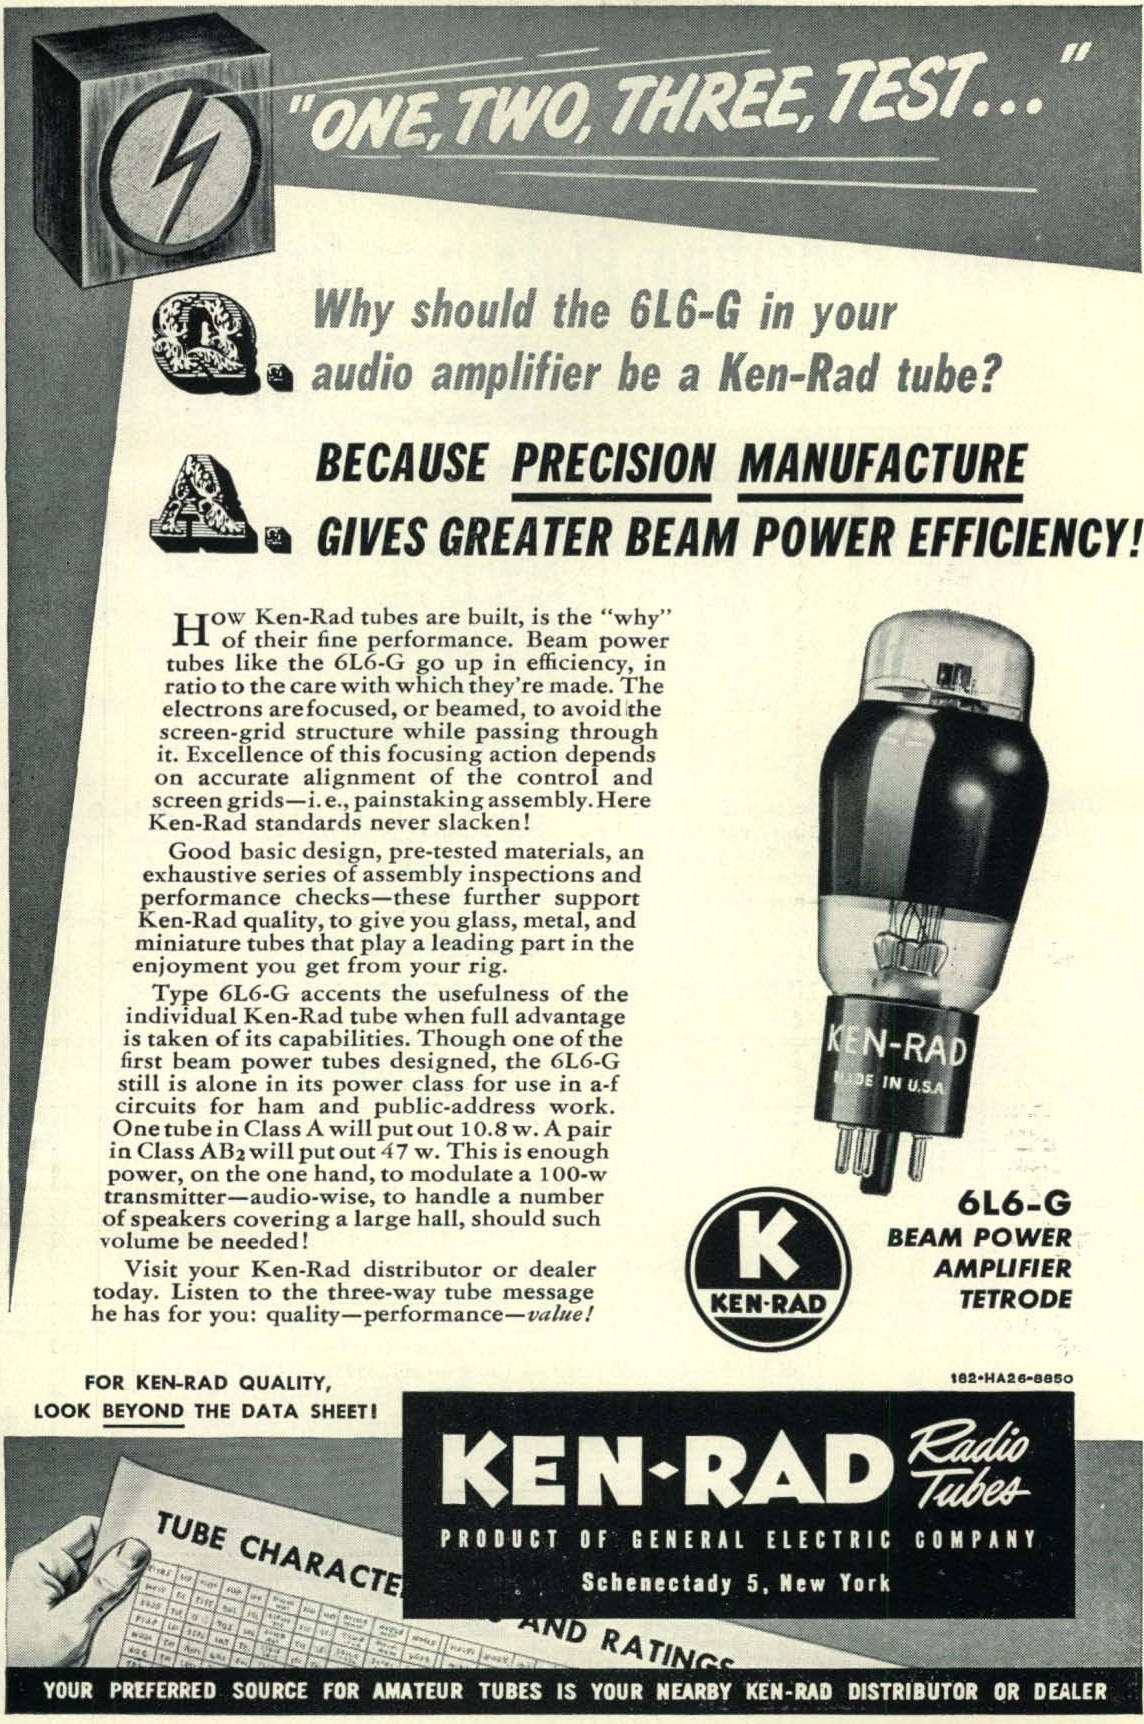 "ONE, TWO, THREE, TEST... "
Q. Why should the 6L6-G in your
audio amplifier be a Ken-Rad tube?
A. BECAUSE PRECISION MANUFACTURE
GIVES GREATER BEAM POWER EFFICIENCY!
How Ken-Rad tubes are built, is the "why"
of their fine performance. Beam power
tubes like the 6L6-G go up in efficiency, in
ratio to the care with which they're made. The
electrons are focused, or beamed, to avoid the
screen-grid structure while passing through
it. Excellence of this focusing action depends
on accurate alignment of the control and
screen grids—i.e., painstaking assembly. Here
Ken-Rad standards never slacken!
Good basic design, pre-tested materials, an
exhaustive series of assembly inspections and
performance checks—these further support
Ken-Rad quality, to give you glass, metal, and
miniature tubes that play a leading part in the
enjoyment you get from your rig.
Type 6L6-G accents the usefulness of the
individual Ken-Rad tube when full advantage
is taken of its capabilities. Though one of the
first beam power tubes designed, the 6L6-G
still is alone in its power class for use in a-f
circuits for ham and public-address work.
One tube in Class A will put out 10.8 w. A pair
in Class AB2 will put out 47 w. This is enough
power, on the one hand, to modulate a 100-w
transmitter—audio-wise, to handle a number
of speakers covering a large hall, should such
volume be needed!
Visit your Ken-Rad distributor or dealer
today. Listen to the three-way tube message
he has for you: quality—performance—value!
KEN-RAD
MADE IN U.S.A
K
KEN-RAD
6L6-G
BEAM POWER
AMPLIFIER
TETRODE
182-HA26-8850
FOR KEN-RAD QUALITY,
LOOK BEYOND THE DATA SHEET!
KEN-RAD Radio
Tubes
PRODUCT OF GENERAL ELECTRIC COMPANY
Schenectady 5, New York
TUBE CHARACTE
AND RATINGS
YOUR PREFERRED SOURCE FOR AMATEUR TUBES IS YOUR NEARBY KEN-RAD DISTRIBUTOR OR DEALER